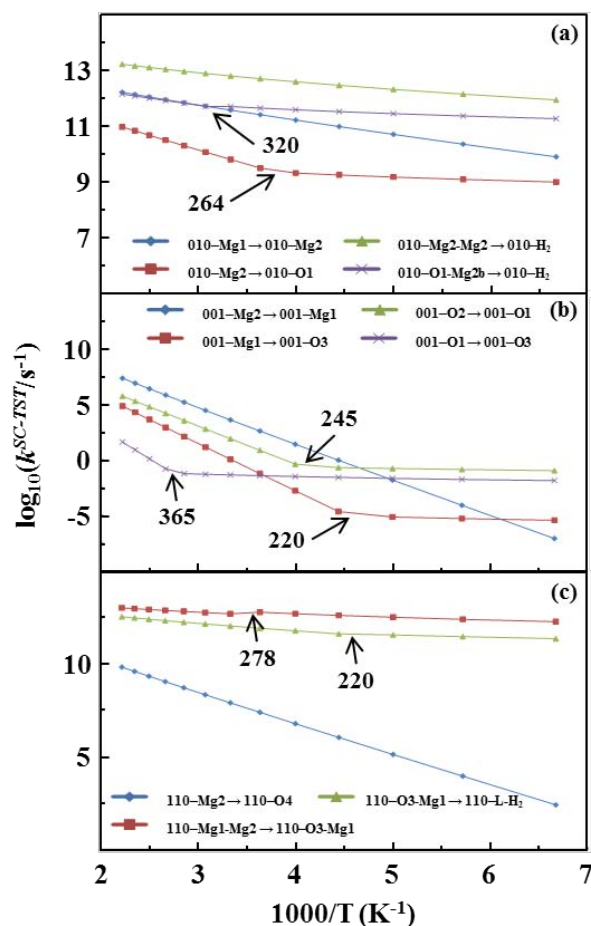 (a)
13
11
9
7
320
264
010–Mg1→010–Mg2
010–Mg2-Mg2→010–H₂
010–Mg2→010–O1
010–O1-Mg2b→010–H₂
(b)
001–Mg2→001–Mg1
001–O2→001–O1
001–Mg1→001–O3
001–O1→001–O3
10
5
0
-5
245
365
220
log₁₀(k^SC-TST/s⁻¹)
(c)
10
5
278
220
110–Mg2→110–O4
110–O3-Mg1→110–L-H₂
110–Mg1-Mg2→110–O3-Mg1
2 3 4 5 6 7
1000/T (K⁻¹)